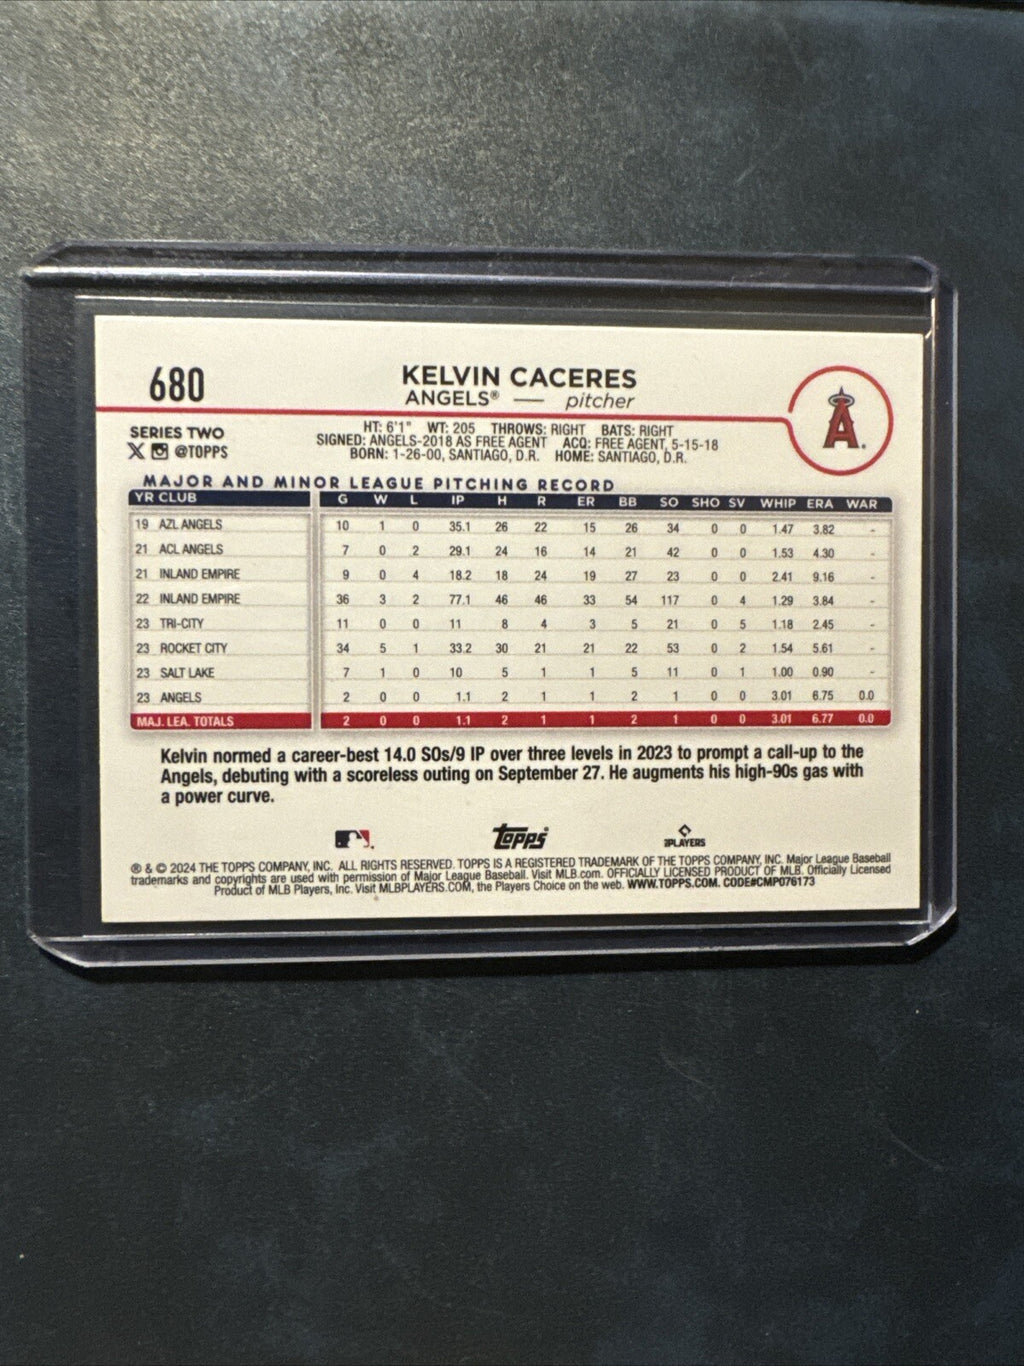 680
KELVIN CACERES
ANGELS® — pitcher
A
SERIES TWO
X @TOPPS
HT: 6'1" WT: 205 THROWS: RIGHT BATS: RIGHT
SIGNED: ANGELS-2018 AS FREE AGENT ACQ: FREE AGENT, 5-15-18
BORN: 1-26-00, SANTIAGO, D.R. HOME: SANTIAGO, D.R.
MAJOR AND MINOR LEAGUE PITCHING RECORD
YR CLUB G W L IP H R ER BB SO SHO SV WHIP ERA WAR
19 AZL ANGELS 10 1 0 35.1 26 22 15 26 34 0 0 1.47 3.82 -
21 ACL ANGELS 7 0 2 29.1 24 16 14 21 42 0 0 1.53 4.30 -
21 INLAND EMPIRE 9 0 4 18.2 18 24 19 27 23 0 0 2.41 9.16 -
22 INLAND EMPIRE 36 3 2 77.1 46 46 33 54 117 0 4 1.29 3.84 -
23 TRI-CITY 11 0 0 11 8 4 3 5 21 0 5 1.18 2.45 -
23 ROCKET CITY 34 5 1 33.2 30 21 21 22 53 0 2 1.54 5.61 -
23 SALT LAKE 7 1 0 10 5 1 1 5 11 0 1 1.00 0.90 -
23 ANGELS 2 0 0 1.1 2 1 1 2 1 0 0 3.01 6.75 0.0
MAJ. LEA. TOTALS 2 0 0 1.1 2 1 1 2 1 0 0 3.01 6.77 0.0
Kelvin normed a career-best 14.0 SOs/9 IP over three levels in 2023 to prompt a call-up to the
Angels, debuting with a scoreless outing on September 27. He augments his high-90s gas with
a power curve.
topps
PLAYERS
® & © 2024 THE TOPPS COMPANY, INC. ALL RIGHTS RESERVED. TOPPS IS A REGISTERED TRADEMARK OF THE TOPPS COMPANY, INC. Major League Baseball
trademarks and copyrights are used with permission of Major League Baseball. Visit MLB.com. OFFICIALLY LICENSED PRODUCT OF MLB. Officially Licensed
Product of MLB Players, Inc. Visit MLBPLAYERS.COM, the Players Choice on the web. WWW.TOPPS.COM. CODE#CMP076173